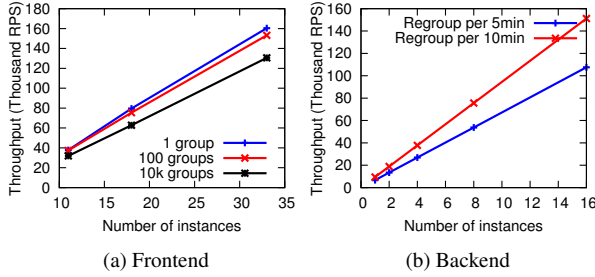 Throughput (Thousand RPS)
180
160
140
120
100
80
60
40
20
0
10 15 20 25 30 35
Number of instances
1 group
100 groups
10k groups
(a) Frontend
Throughput (Thousand RPS)
160
140
120
100
80
60
40
20
0
0 2 4 6 8 10 12 14 16
Number of instances
Regroup per 5min
Regroup per 10min
(b) Backend